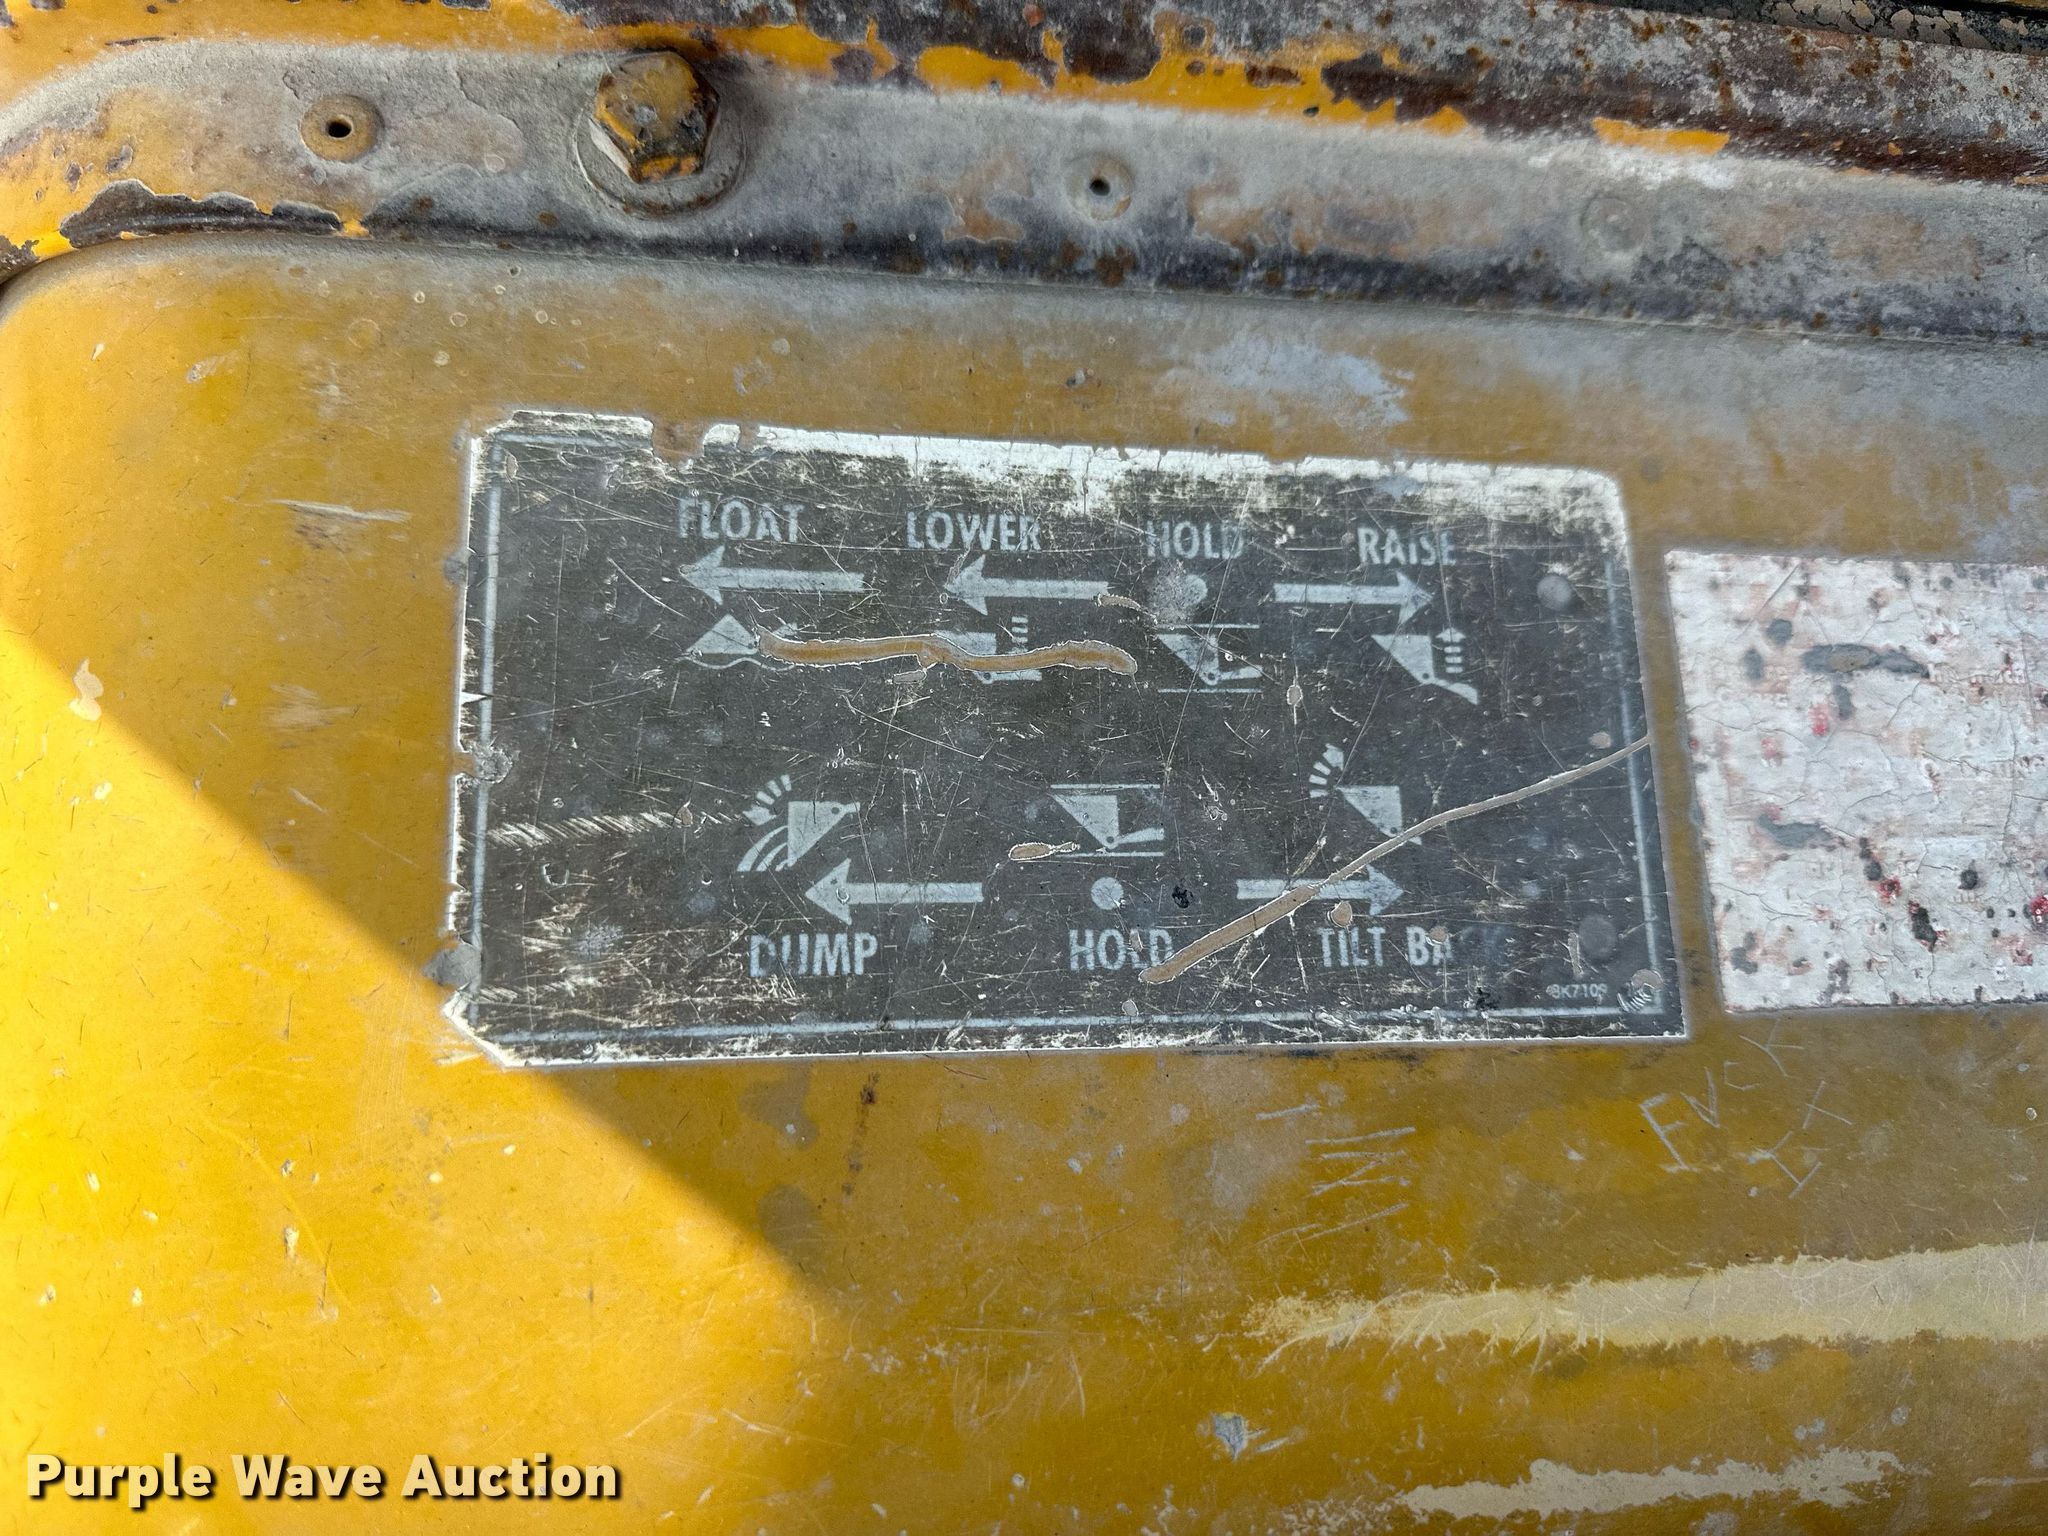 FLOAT LOWER HOLD RAISE
DUMP HOLD TILT BA
8K7109
Purple Wave Auction